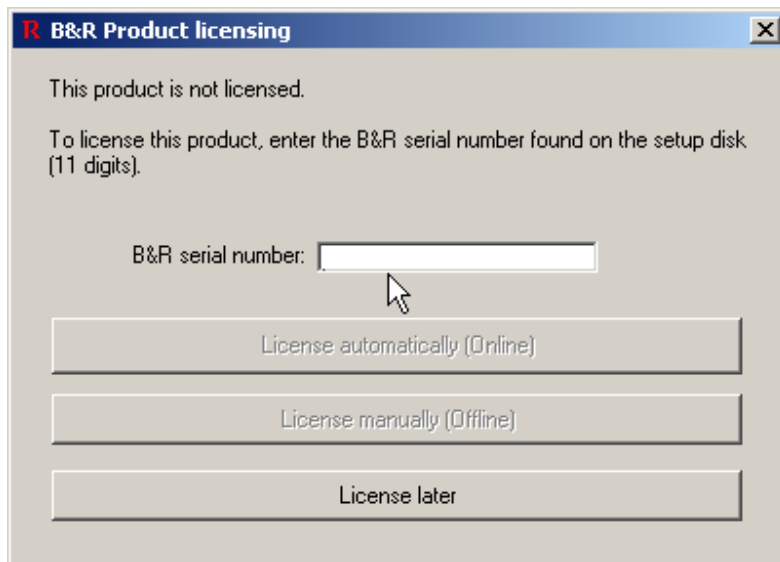 R B&R Product licensing
This product is not licensed.
To license this product, enter the B&R serial number found on the setup disk
(11 digits).
B&R serial number:
License automatically (Online)
License manually (Offline)
License later